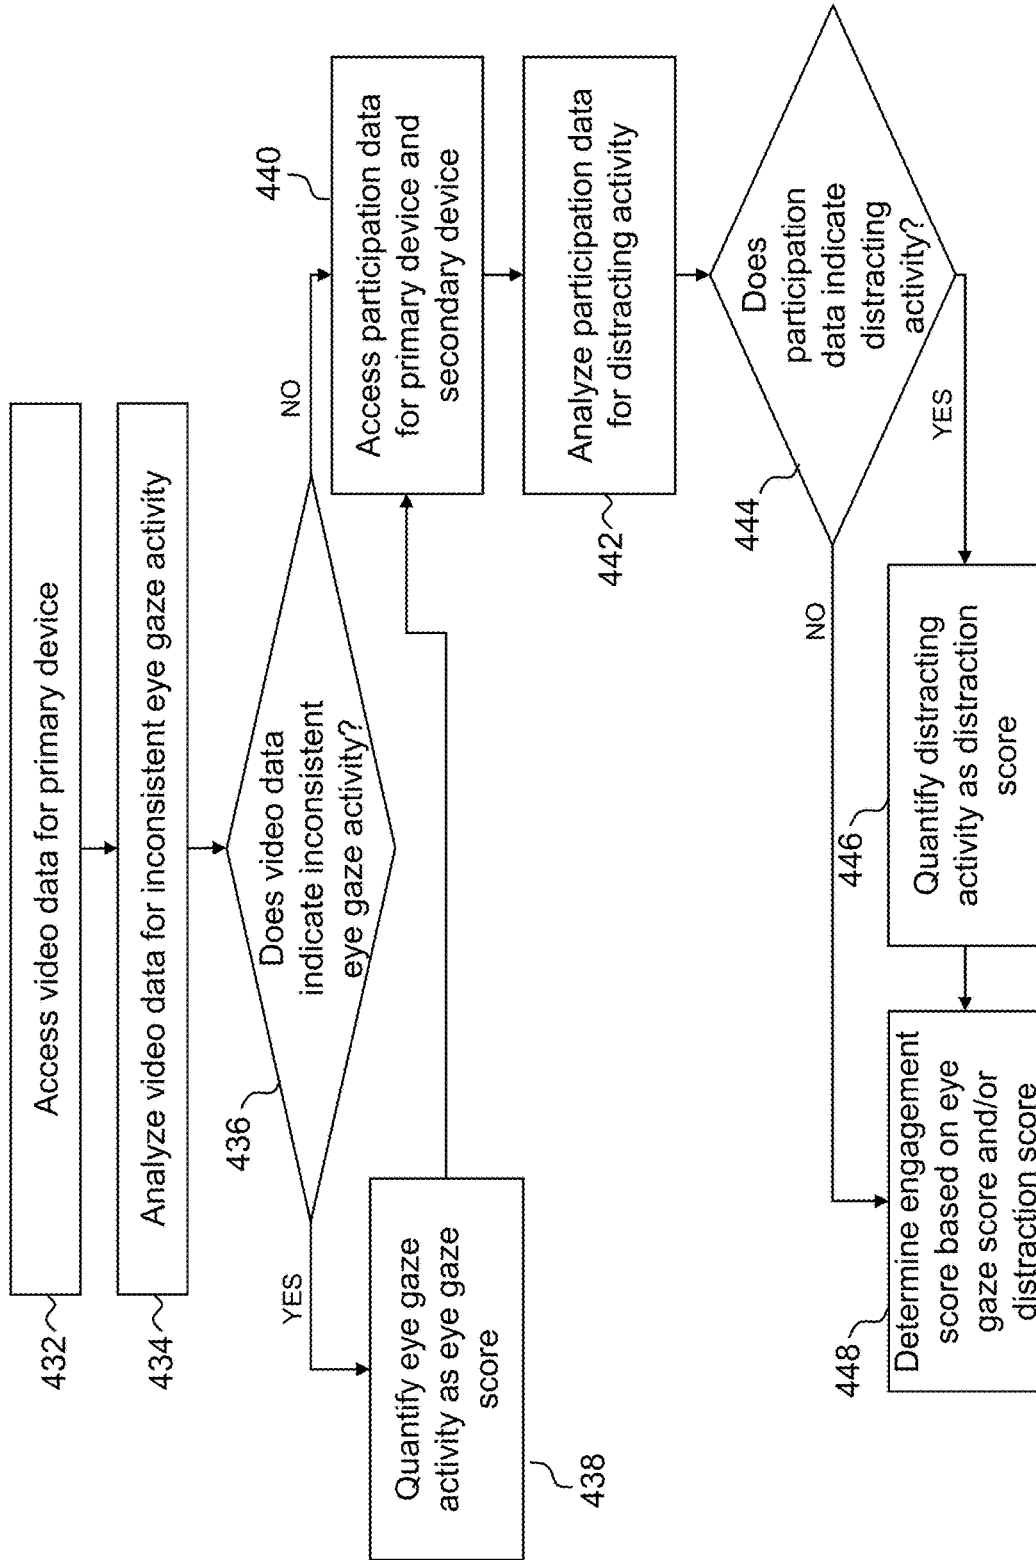 432
Access video data for primary device
434
Analyze video data for inconsistent eye gaze activity
436
Does video data
indicate inconsistent
eye gaze activity?
YES
NO
438
Quantify eye gaze
activity as eye gaze
score
440
Access participation data
for primary device and
secondary device
442
Analyze participation data
for distracting activity
444
Does
participation
data indicate
distracting
activity?
NO
YES
446
Quantify distracting
activity as distraction
score
448
Determine engagement
score based on eye
gaze score and/or
distraction score